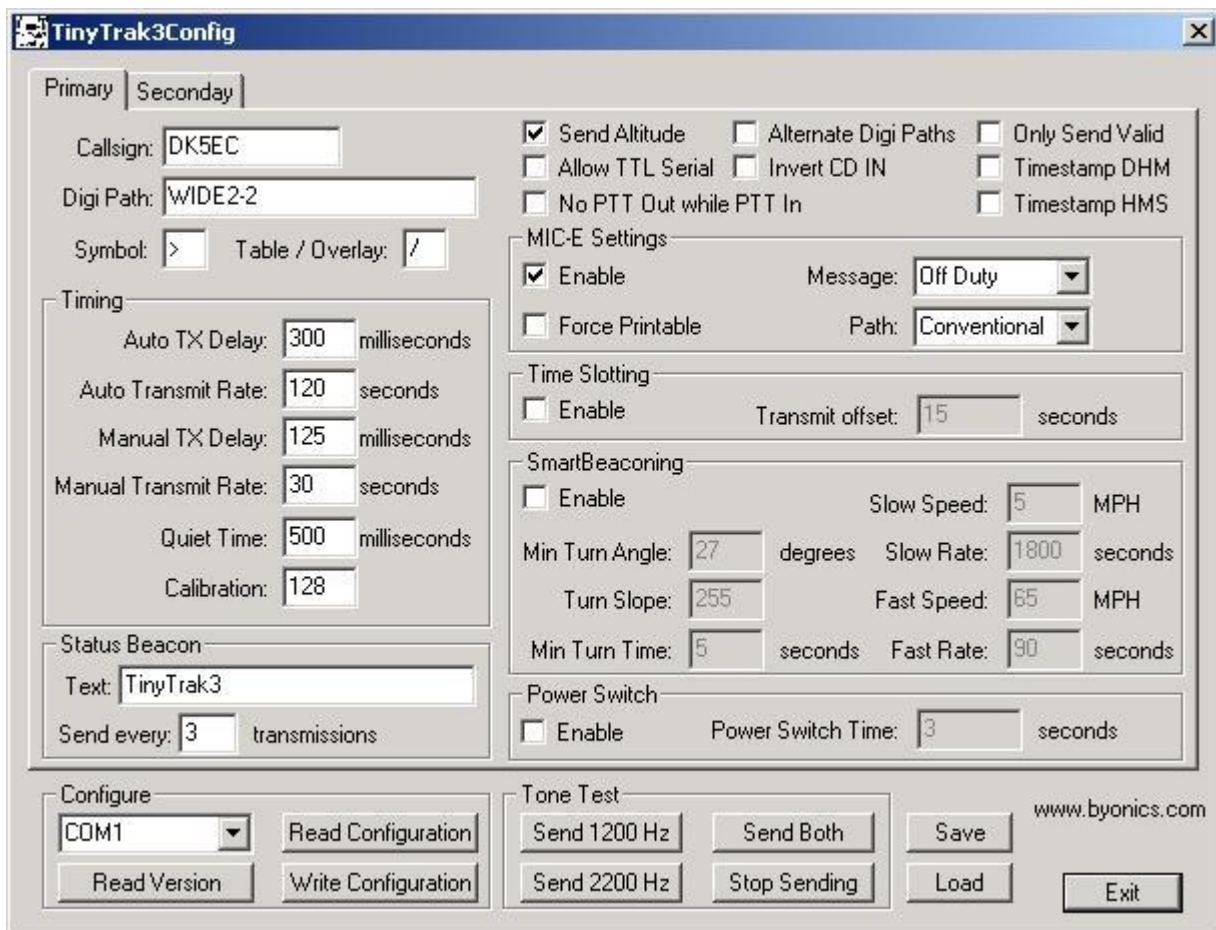 TinyTrak3Config
Primary Seconday
Callsign: DK5EC
Digi Path: WIDE2-2
Symbol: > Table / Overlay: /
Send Altitude Alternate Digi Paths Only Send Valid
Allow TTL Serial Invert CD IN Timestamp DHM
No PTT Out while PTT In Timestamp HMS
Timing
Auto TX Delay: 300 milliseconds
Auto Transmit Rate: 120 seconds
Manual TX Delay: 125 milliseconds
Manual Transmit Rate: 30 seconds
Quiet Time: 500 milliseconds
Calibration: 128
Status Beacon
Text: TinyTrak3
Send every: 3 transmissions
MIC-E Settings
Enable Message: Off Duty
Force Printable Path: Conventional
Time Slotting
Enable Transmit offset: 15 seconds
SmartBeaconing
Enable Slow Speed: 5 MPH
Min Turn Angle: 27 degrees Slow Rate: 1800 seconds
Turn Slope: 255 Fast Speed: 65 MPH
Min Turn Time: 5 seconds Fast Rate: 90 seconds
Power Switch
Enable Power Switch Time: 3 seconds
Configure
COM1 Read Configuration
Read Version Write Configuration
Tone Test
Send 1200 Hz Send Both
Send 2200 Hz Stop Sending
Save
Load
www.byonics.com
Exit